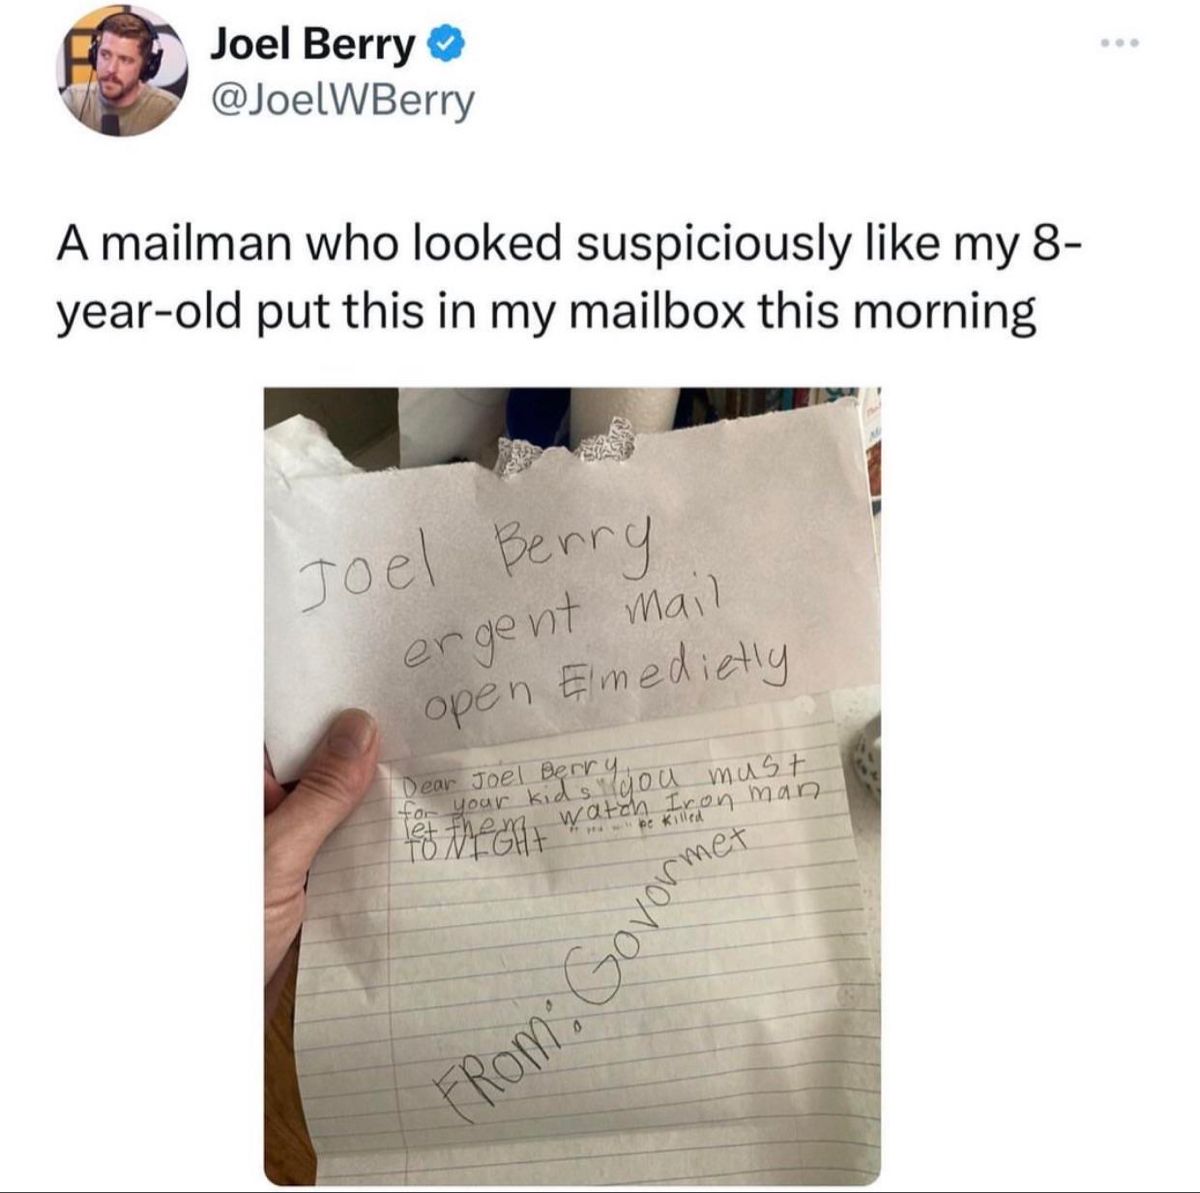 Joel Berry
@JoelWBerry
A mailman who looked suspiciously like my 8-
year-old put this in my mailbox this morning
Joel Berry
ergent mail
open Emedietly
Dear Joel Berry,
for your kids you must
let them watch Iron man
TONIGHt be killed
FROM: Govormet